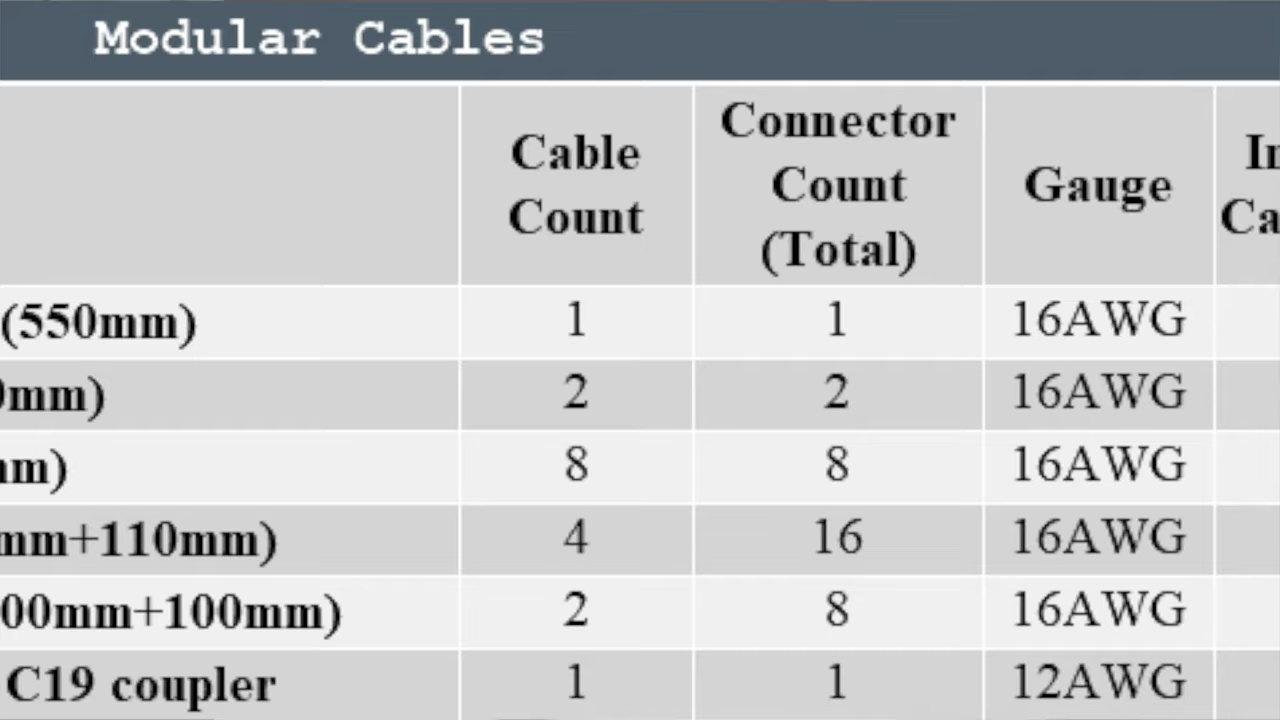 Modular Cables
Cable Count
Connector Count (Total)
Gauge
(550mm) 1 1 16AWG
0mm) 2 2 16AWG
mm) 8 8 16AWG
mm+110mm) 4 16 16AWG
00mm+100mm) 2 8 16AWG
C19 coupler 1 1 12AWG